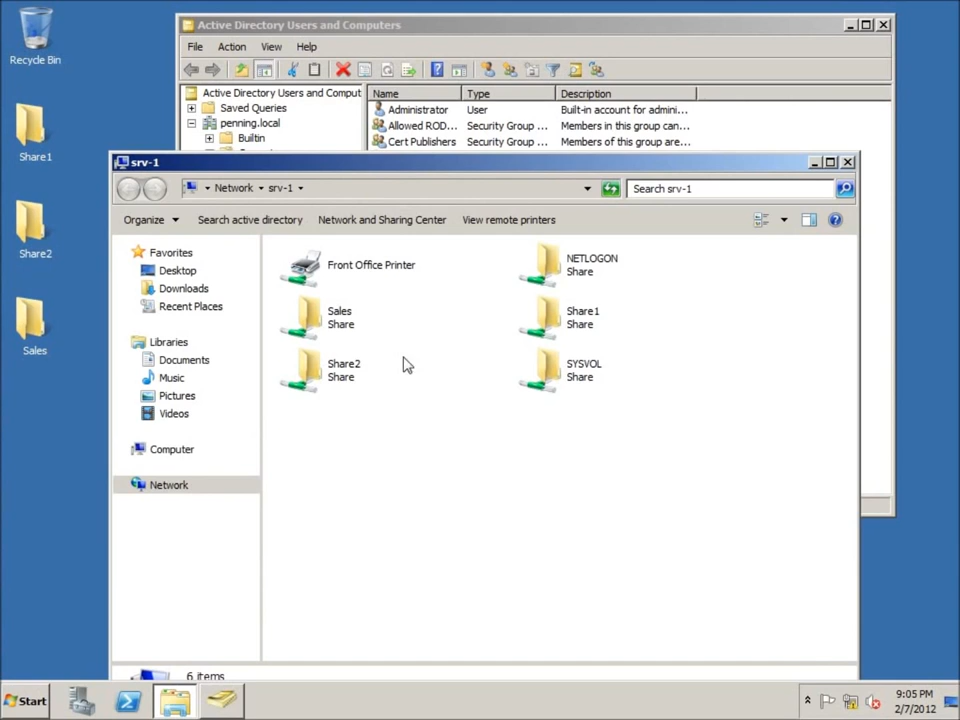 Recycle Bin
Share1
Share2
Sales
Active Directory Users and Computers
File Action View Help
Active Directory Users and Comput
Saved Queries
penning.local
Builtin
Name Type Description
Administrator User Built-in account for admini...
Allowed ROD... Security Group ... Members in this group can...
Cert Publishers Security Group ... Members of this group are...
srv-1
Network srv-1
Search srv-1
Organize Search active directory Network and Sharing Center View remote printers
Favorites
Desktop
Downloads
Recent Places
Libraries
Documents
Music
Pictures
Videos
Computer
Network
Front Office Printer
NETLOGON
Share
Sales
Share
Share1
Share
Share2
Share
SYSVOL
Share
6 items
Start
9:05 PM
2/7/2012